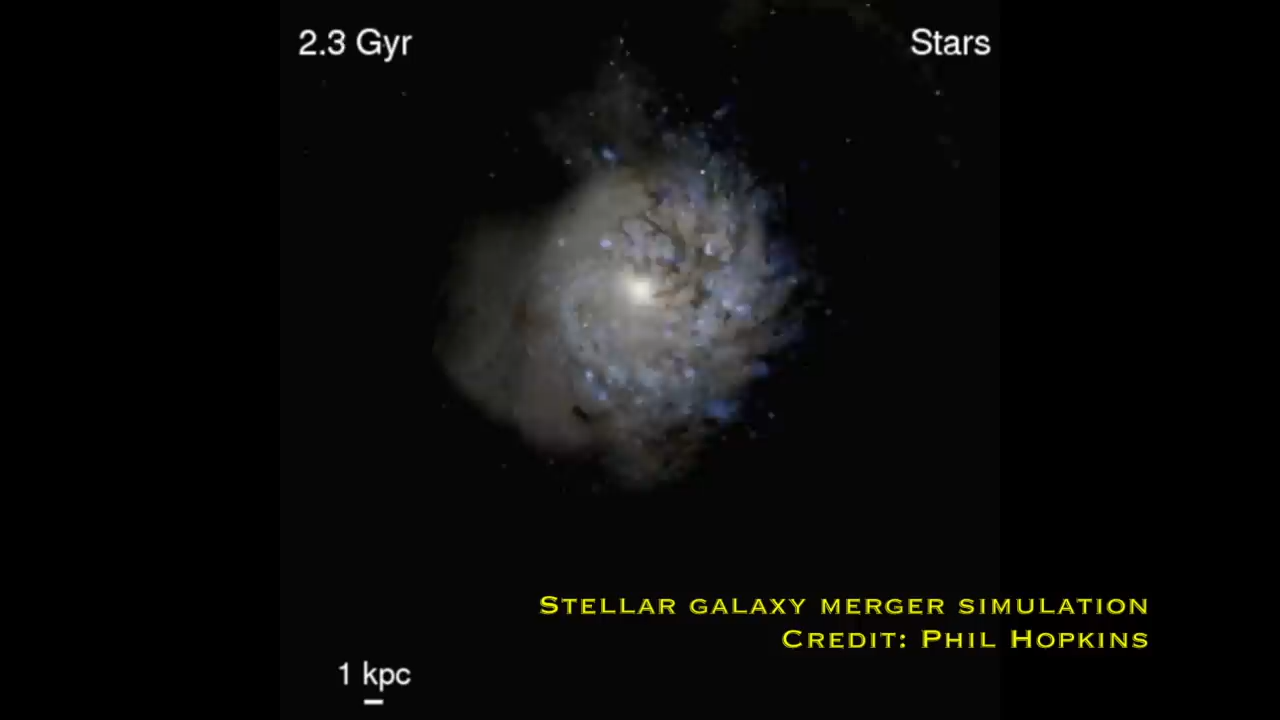 2.3 Gyr
Stars
Stellar galaxy merger simulation
Credit: Phil Hopkins
1 kpc